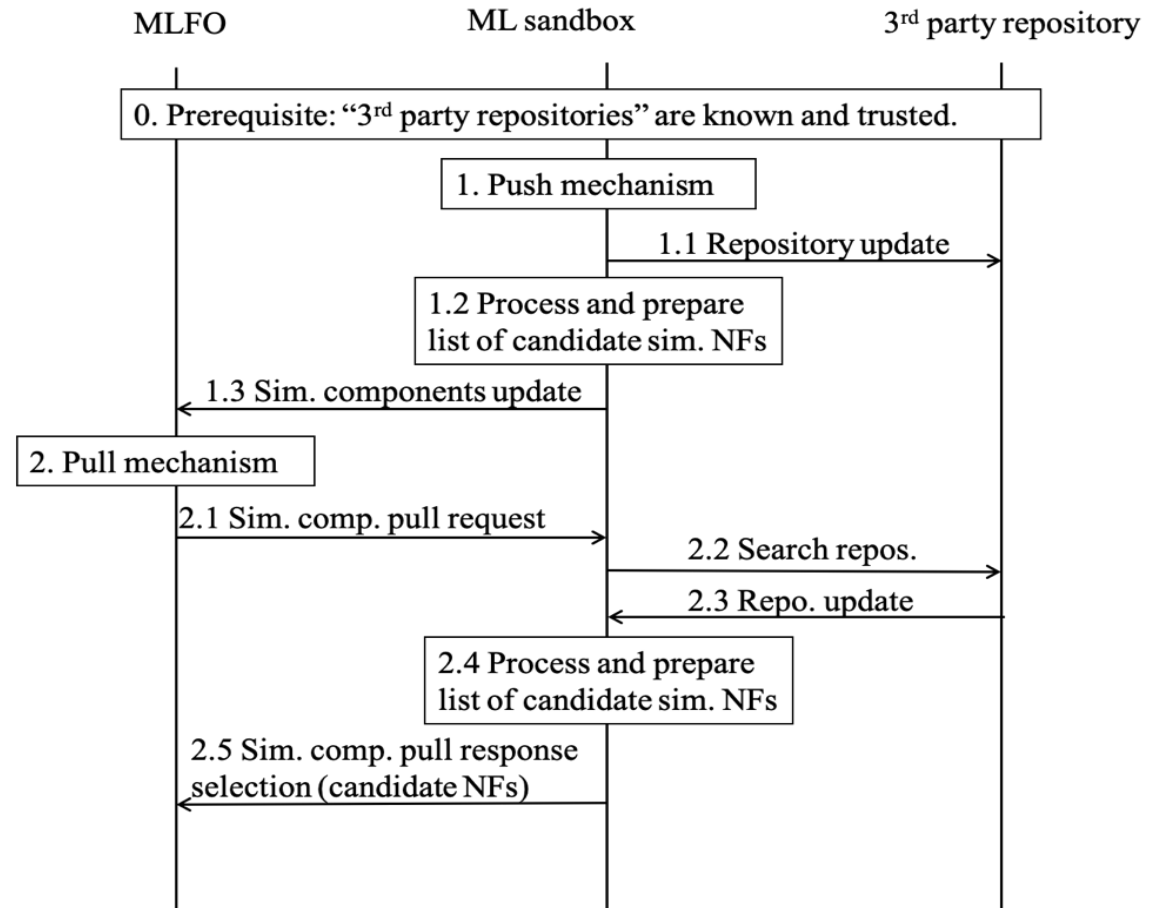 MLFO
ML sandbox
3rd party repository
0. Prerequisite: “3rd party repositories” are known and trusted.
1. Push mechanism
1.1 Repository update
1.2 Process and prepare
list of candidate sim. NFs
1.3 Sim. components update
2. Pull mechanism
2.1 Sim. comp. pull request
2.2 Search repos.
2.3 Repo. update
2.4 Process and prepare
list of candidate sim. NFs
2.5 Sim. comp. pull response
selection (candidate NFs)